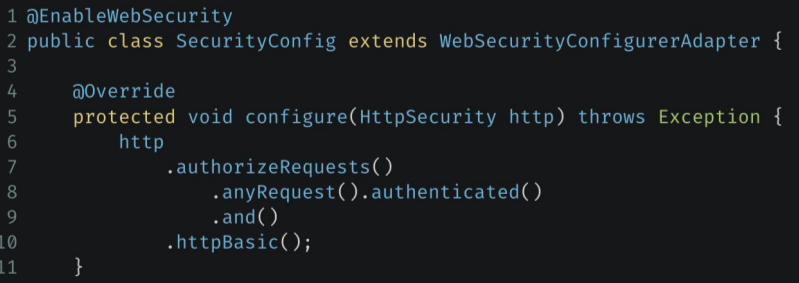 1 @EnableWebSecurity
2 public class SecurityConfig extends WebSecurityConfigurerAdapter {
3
4     @Override
5     protected void configure(HttpSecurity http) throws Exception {
6         http
7             .authorizeRequests()
8                 .anyRequest().authenticated()
9                 .and()
10             .httpBasic();
11     }